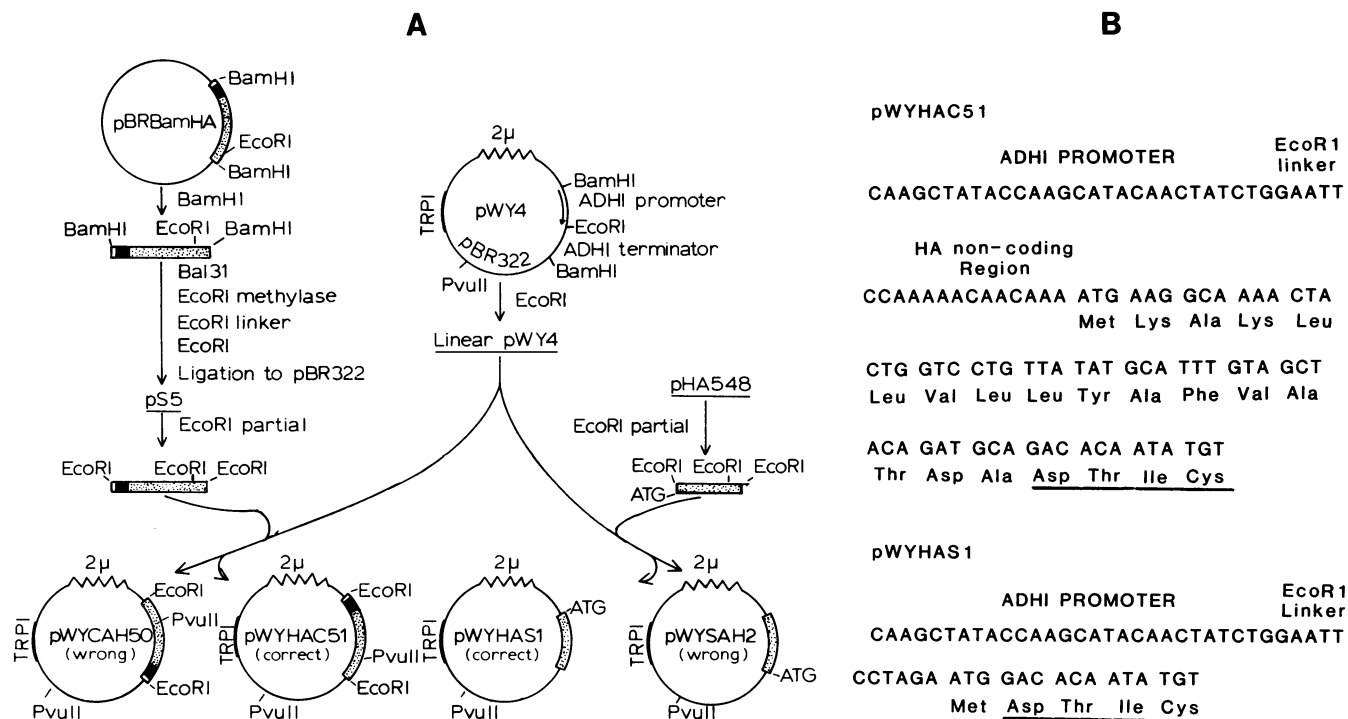 A
pBRBamHA
BamHI
EcoRI
BamHI
BamHI
BamHI
EcoRI
BamHI
Bal31
EcoRI methylase
EcoRI linker
EcoRI
Ligation to pBR322
pS5
EcoRI partial
EcoRI
EcoRI
EcoRI
2µ
TRPI
pWY4
pBR322
BamHI
ADHI promoter
EcoRI
ADHI terminator
BamHI
PvuII
EcoRI
Linear pWY4
pHA548
EcoRI partial
EcoRI
EcoRI
EcoRI
ATG
2µ
EcoRI
PvuII
TRPI
pWYCAH50
(wrong)
EcoRI
PvuII
2µ
EcoRI
TRPI
pWYHAC51
(correct)
PvuII
EcoRI
PvuII
2µ
ATG
TRPI
pWYHAS1
(correct)
PvuII
2µ
TRPI
pWYSAH2
(wrong)
ATG
PvuII
B
pWYHAC51
ADHI PROMOTER
EcoR1
linker
CAAGCTATACCAAGCATACAACTATCTGGAATT
HA non-coding
Region
CCAAAAACAACAAA ATG AAG GCA AAA CTA
Met Lys Ala Lys Leu
CTG GTC CTG TTA TAT GCA TTT GTA GCT
Leu Val Leu Leu Tyr Ala Phe Val Ala
ACA GAT GCA GAC ACA ATA TGT
Thr Asp Ala Asp Thr Ile Cys
pWYHAS1
ADHI PROMOTER
EcoR1
Linker
CAAGCTATACCAAGCATACAACTATCTGGAATT
CCTAGA ATG GAC ACA ATA TGT
Met Asp Thr Ile Cys